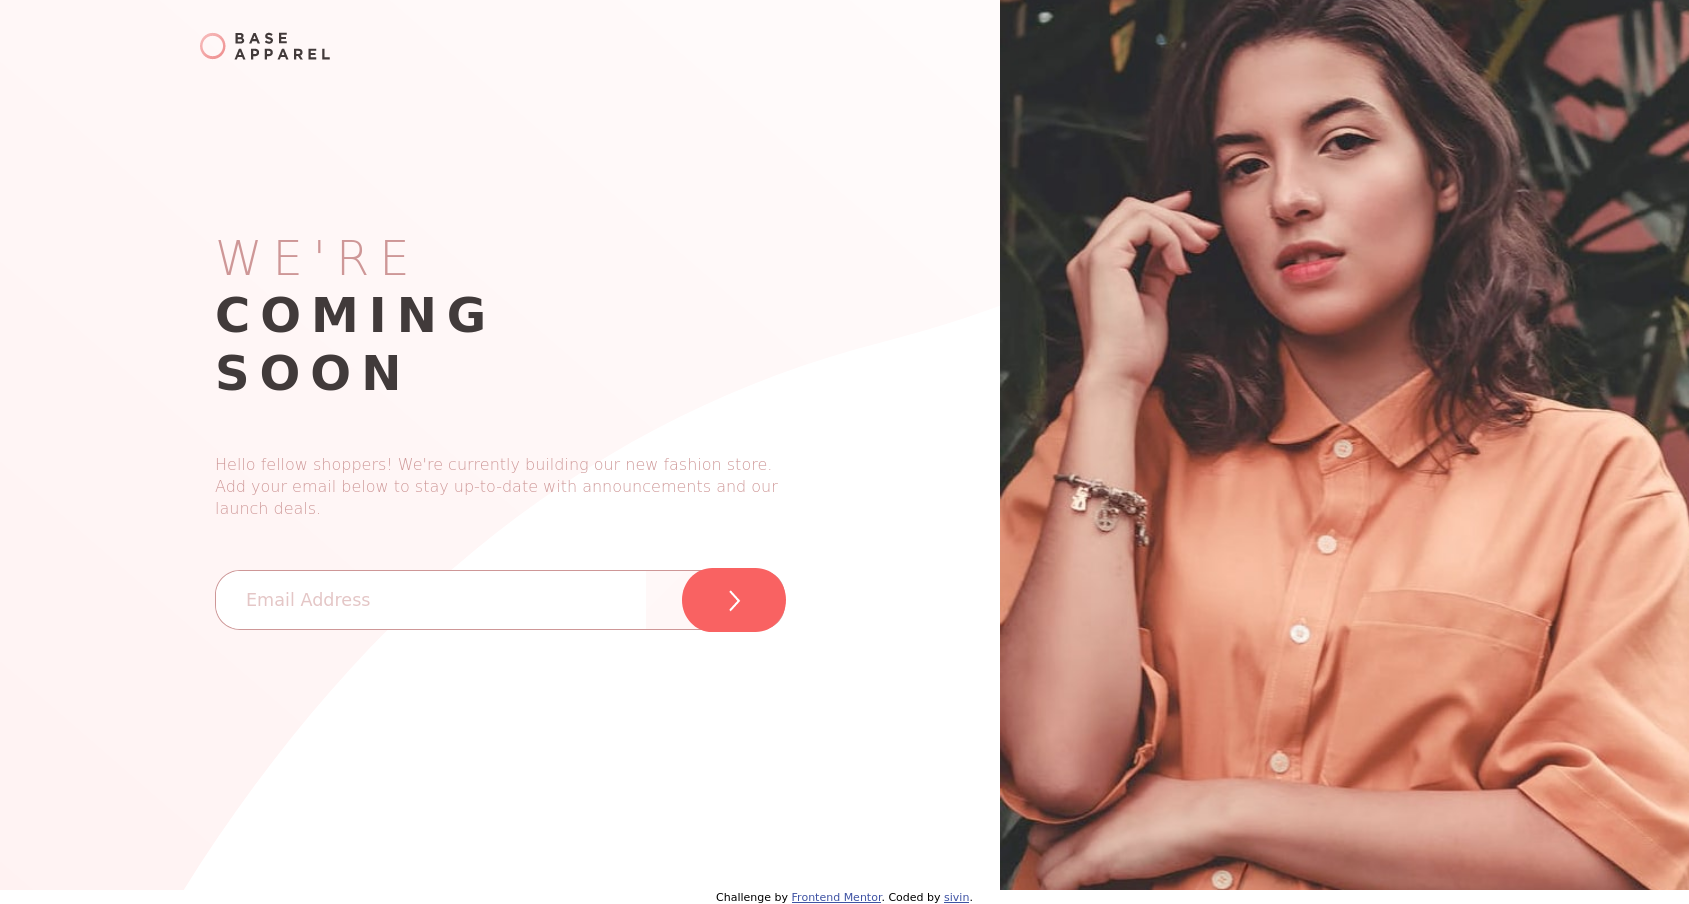 BASE
APPAREL
WE'RE
COMING
SOON
Hello fellow shoppers! We're currently building our new fashion store.
Add your email below to stay up-to-date with announcements and our
launch deals.
Email Address
Challenge by Frontend Mentor. Coded by sivin.